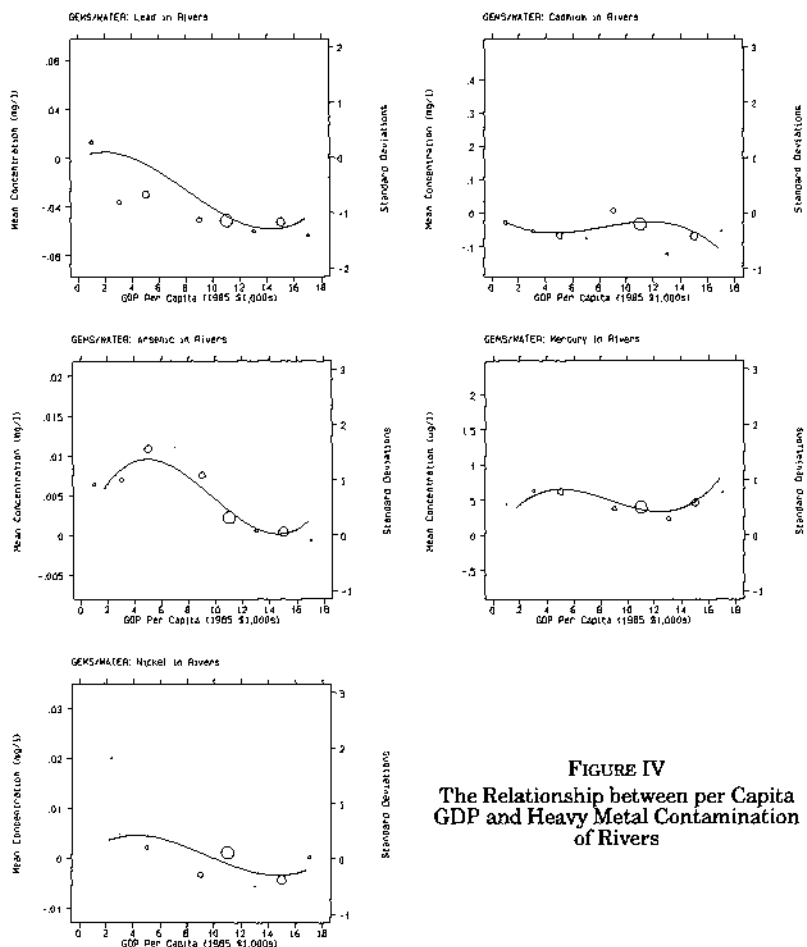 GEMS/WATER: Lead in Rivers
Mean Concentration (mg/l)
.04
0
-.04
Standard Deviations
2
1
0
-1
-2
0 2 4 6 8 10 12 14 16 18
GDP Per Capita (1985 $1,000s)
GEMS/WATER: Cadmium in Rivers
Mean Concentration (mg/l)
.5
.4
.3
.2
.1
0
-.1
Standard Deviations
3
2
1
0
-1
0 2 4 6 8 10 12 14 16 18
GDP Per Capita (1985 $1,000s)
GEMS/WATER: Arsenic in Rivers
Mean Concentration (mg/l)
.02
.015
.01
.005
0
-.005
Standard Deviations
3
2
1
0
-1
0 2 4 6 8 10 12 14 16 18
GDP Per Capita (1985 $1,000s)
GEMS/WATER: Mercury in Rivers
Mean Concentration (ug/l)
2
1.5
1
.5
0
-.5
Standard Deviations
3
2
1
0
-1
0 2 4 6 8 10 12 14 16 18
GDP Per Capita (1985 $1,000s)
GEMS/WATER: Nickel in Rivers
Mean Concentration (mg/l)
.03
.02
0
-.01
Standard Deviations
3
2
1
0
-1
0 2 4 6 8 10 12 14 16 18
GDP Per Capita (1985 $1,000s)
FIGURE IV
The Relationship between per Capita
GDP and Heavy Metal Contamination
of Rivers